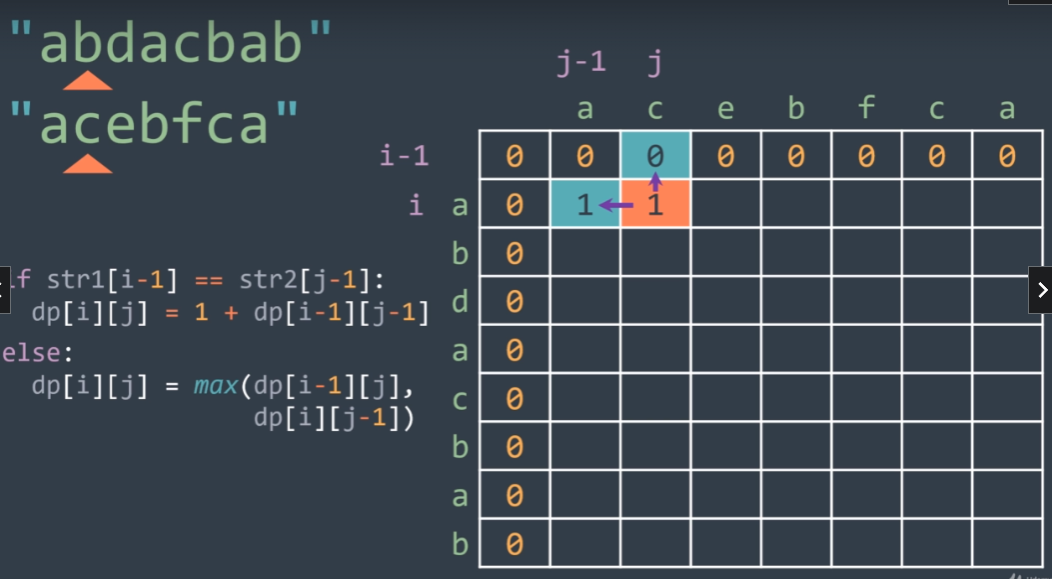 "abdacbab"
"acebfca"
f str1[i-1] == str2[j-1]:
dp[i][j] = 1 + dp[i-1][j-1]
else:
dp[i][j] = max(dp[i-1][j],
dp[i][j-1])
j-1 j
a c e b f c a
i-1 0 0 0 0 0 0 0 0
i a 0 1 1
b 0
d 0
a 0
c 0
b 0
a 0
b 0